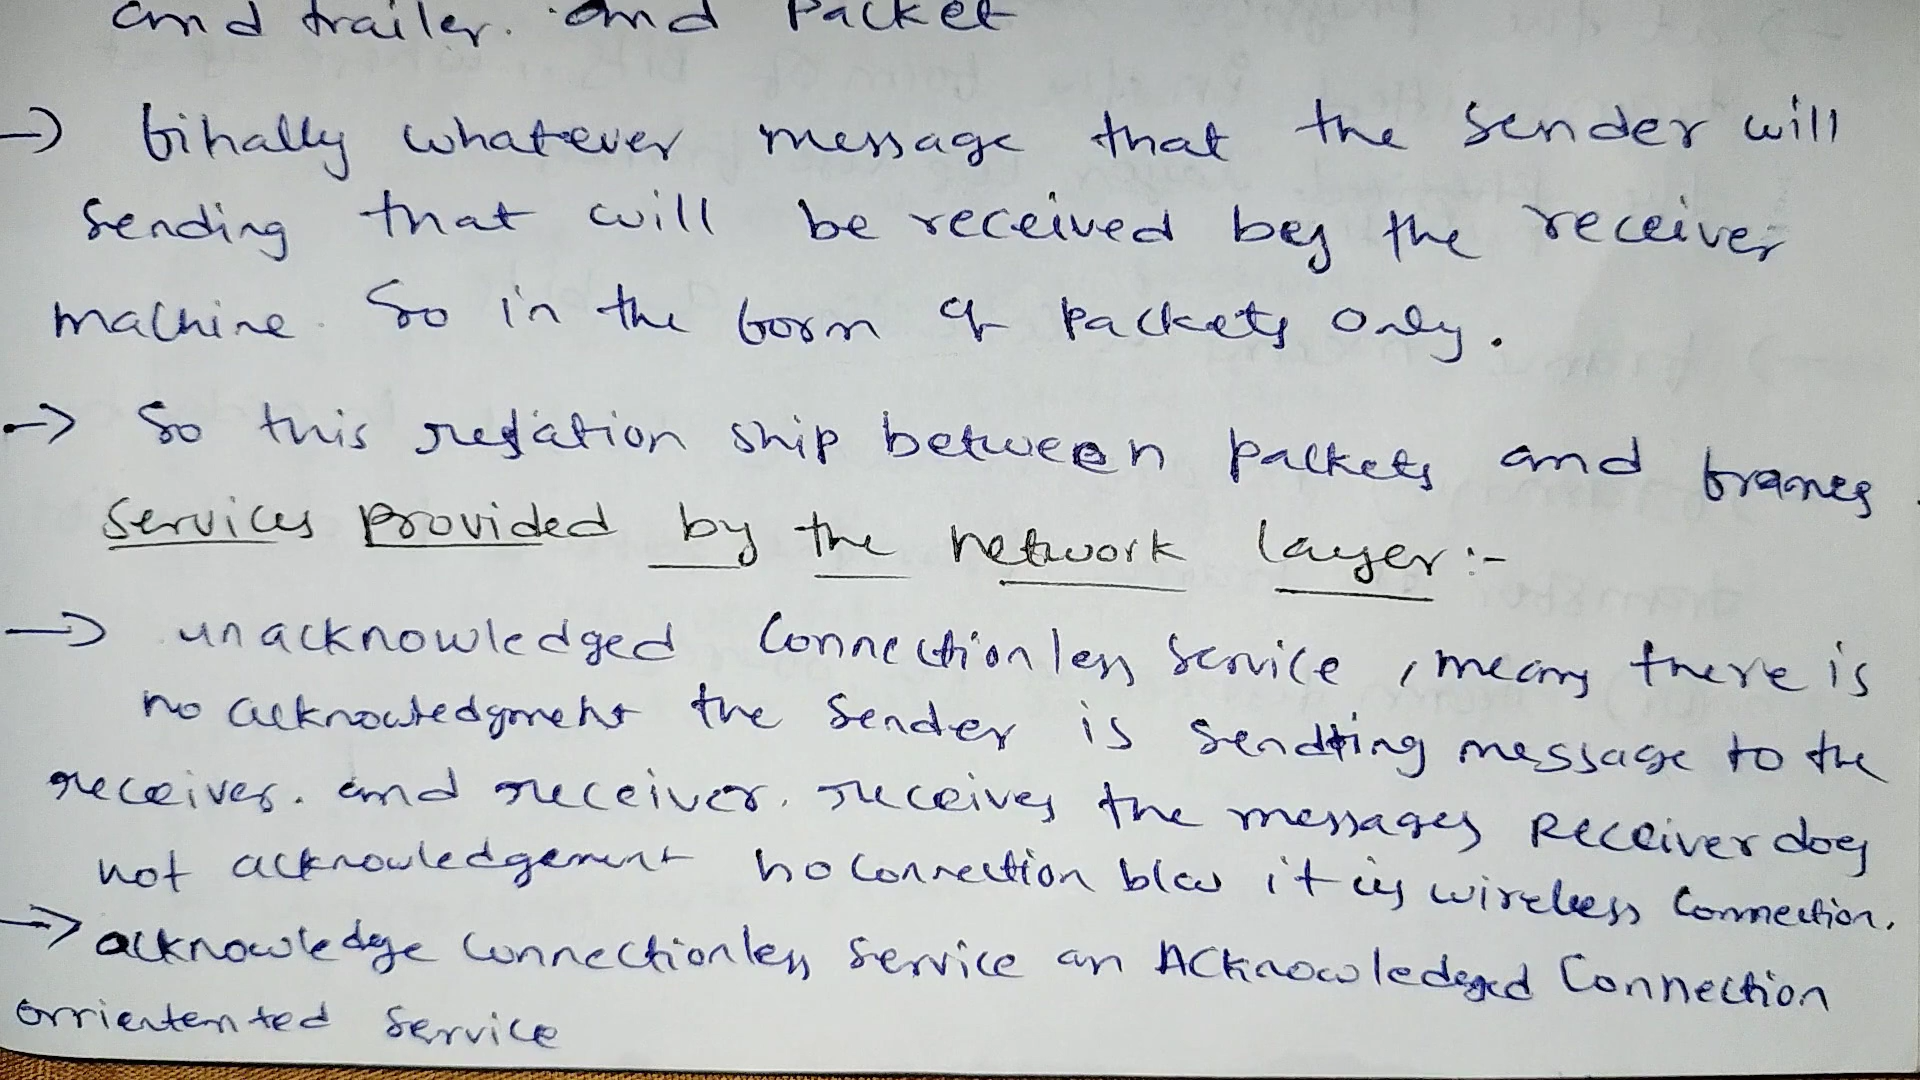 and trailer. and Packet
→ finally whatever message that the sender will
sending that will be received by the receiver
machine. So in the form of packets only.
→ So this relation ship between packets and frames.
Services provided by the network layer :-
→ unacknowledged Connectionless Service, means there is
no acknowledgment the Sender is sending message to the
receiver. and receiver. receives the messages Receiver does
not acknowledgement no Connection b/w it is wireless Connection.
→ acknowledge Connectionless Service an Acknowledged Connection
orrientented Service